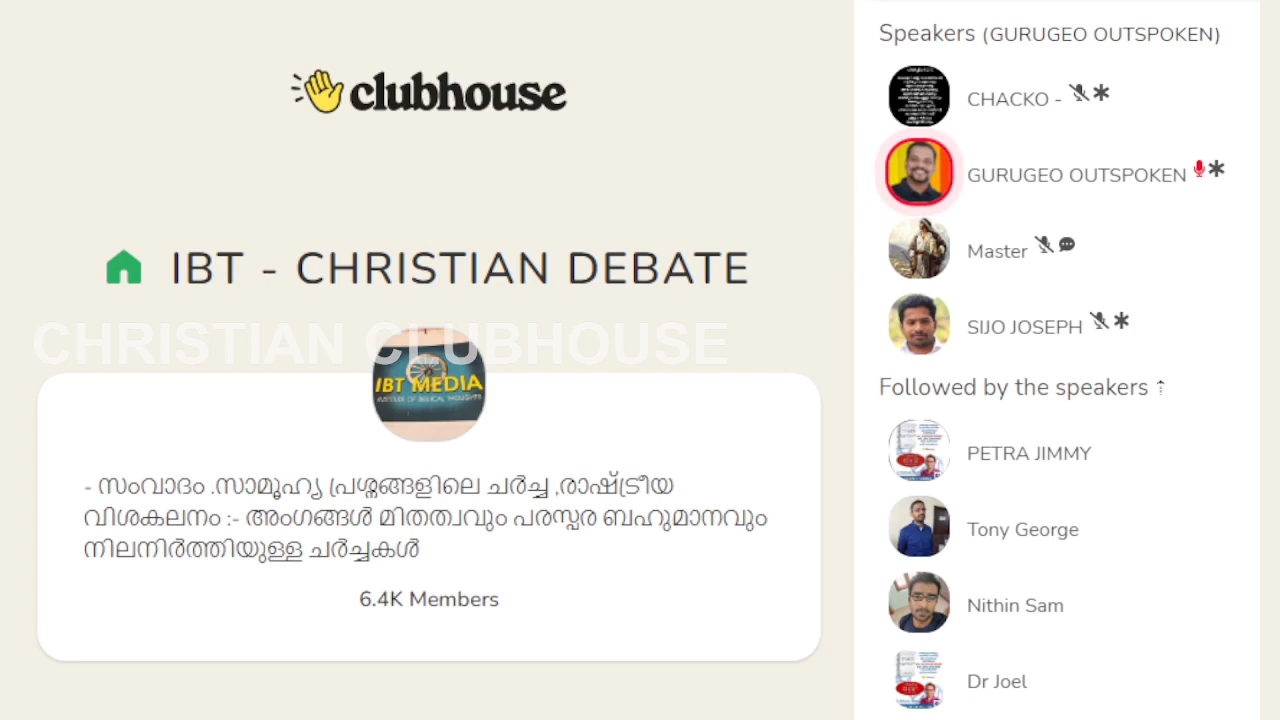 clubhouse
IBT - CHRISTIAN DEBATE
CHRISTIAN CLUBHOUSE
IBT MEDIA
- സംവാദം .സാമൂഹ്യ പ്രശ്നങ്ങളിലെ ചർച്ച ,രാഷ്ട്രീയ
വിശകലനം :- അംഗങ്ങൾ മിതത്വവും പരസ്പര ബഹുമാനവും
നിലനിർത്തിയുള്ള ചർച്ചകൾ
6.4K Members
Speakers (GURUGEO OUTSPOKEN)
CHACKO -
GURUGEO OUTSPOKEN
Master
SIJO JOSEPH
Followed by the speakers
PETRA JIMMY
Tony George
Nithin Sam
Dr Joel